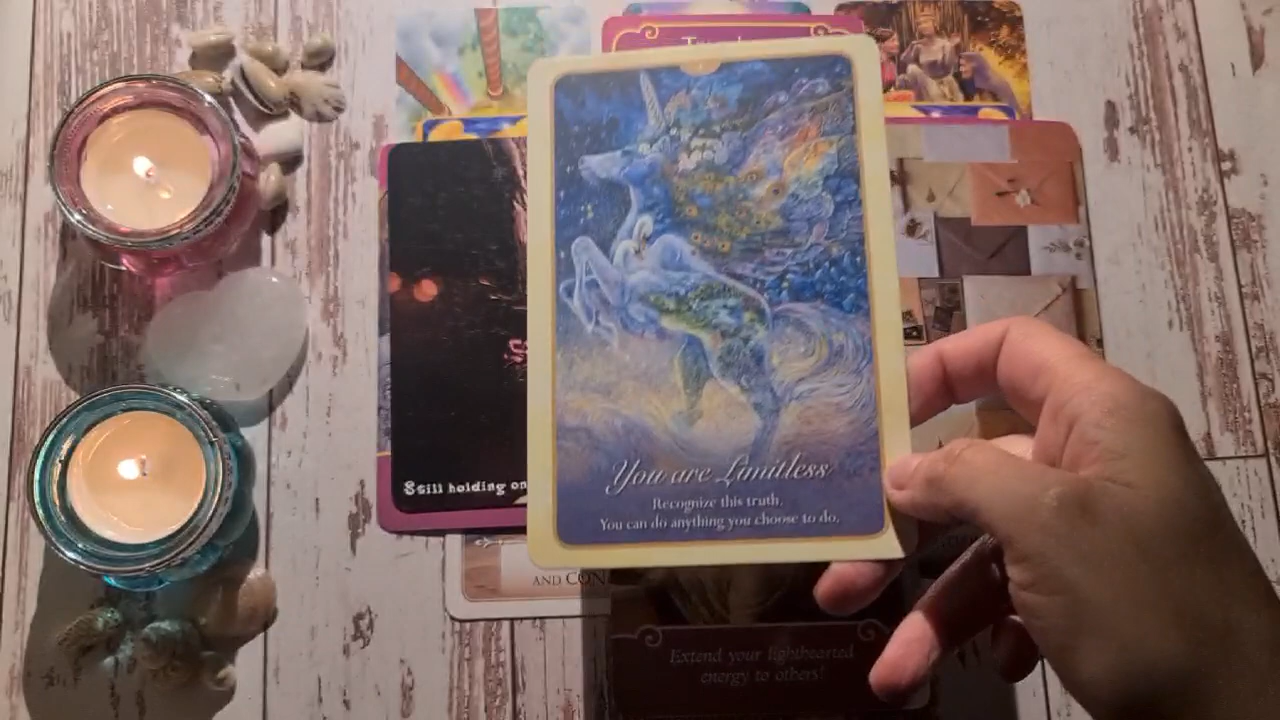 You are Limitless
Recognize this truth.
You can do anything you choose to do.
Still holding on
AND CON
Extend your lighthearted
energy to others!